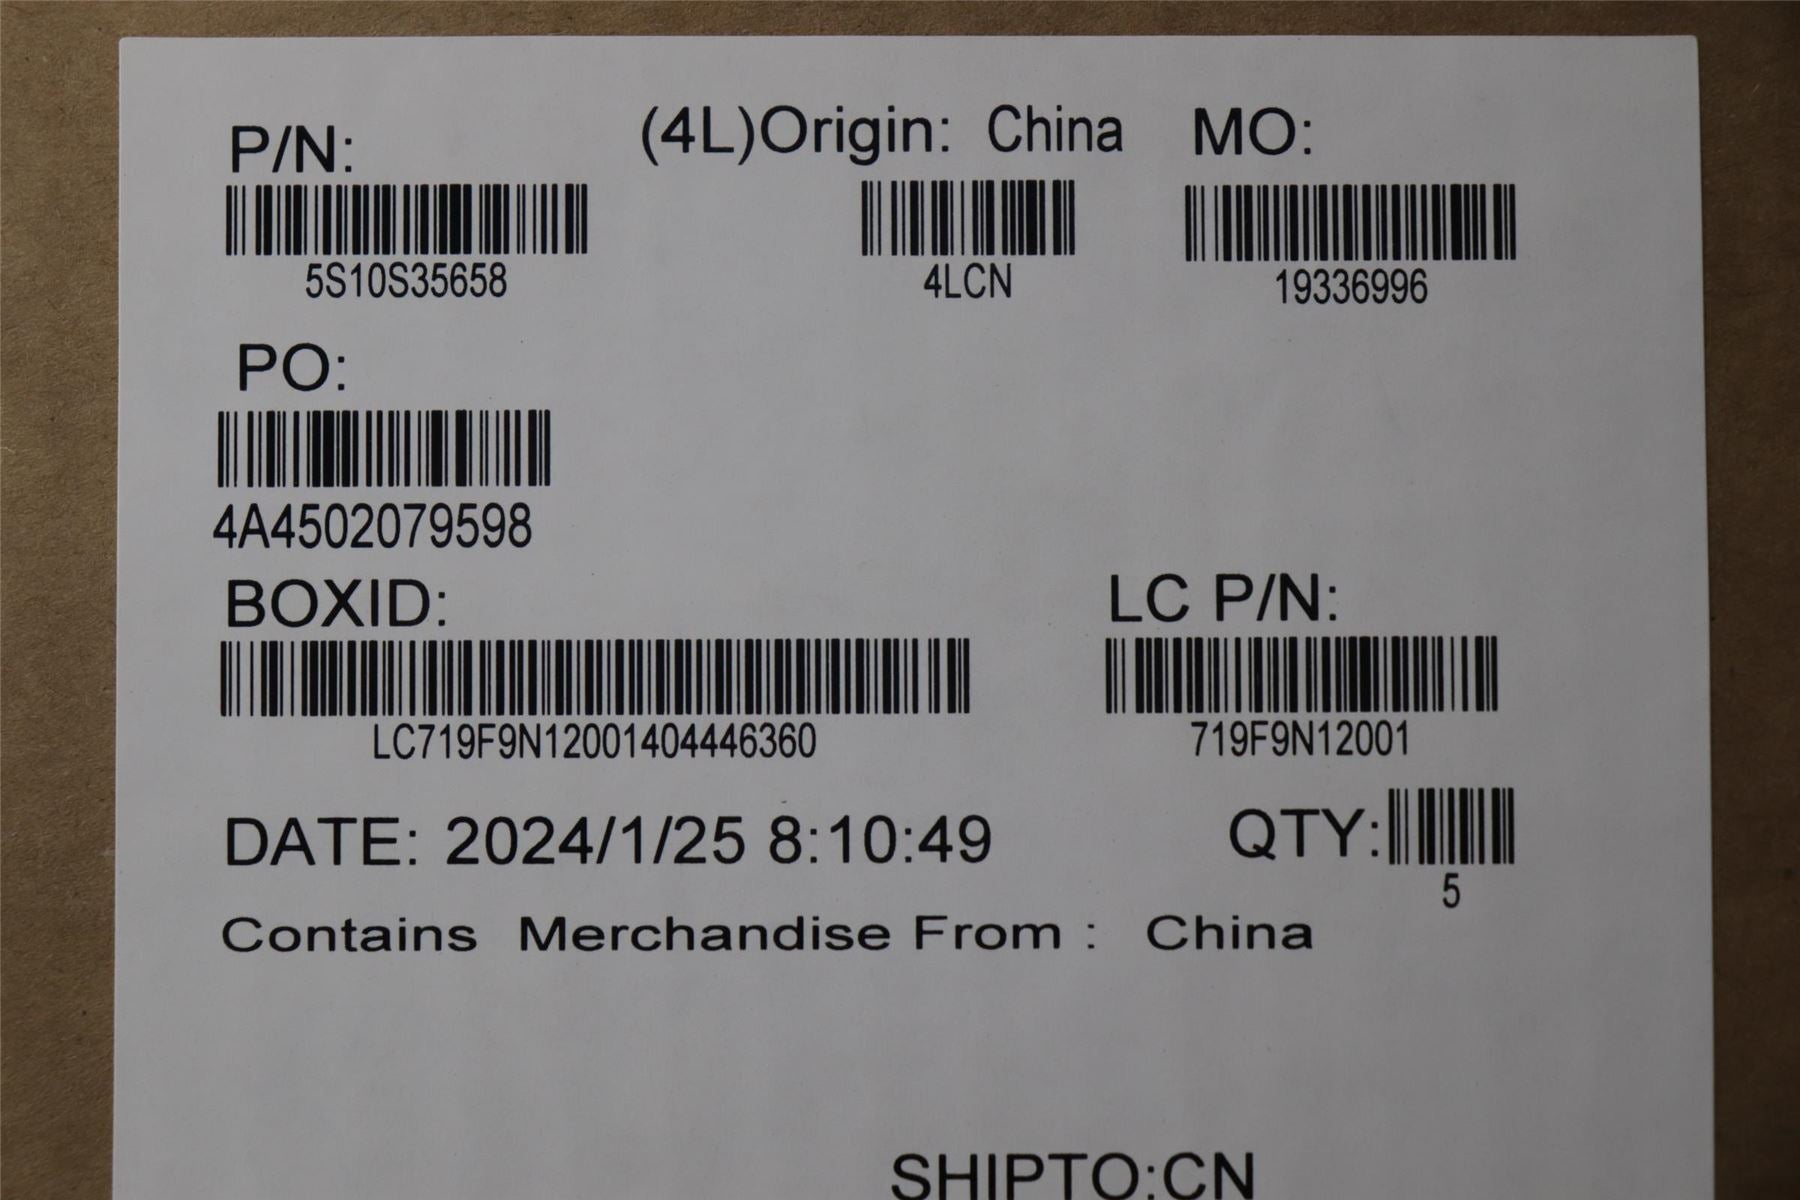 P/N: (4L)Origin: China MO:
5S10S35658 4LCN 19336996
PO:
4A4502079598
BOXID: LC P/N:
LC719F9N12001404446360 719F9N12001
DATE: 2024/1/25 8:10:49 QTY:
5
Contains Merchandise From : China
SHIPTO:CN